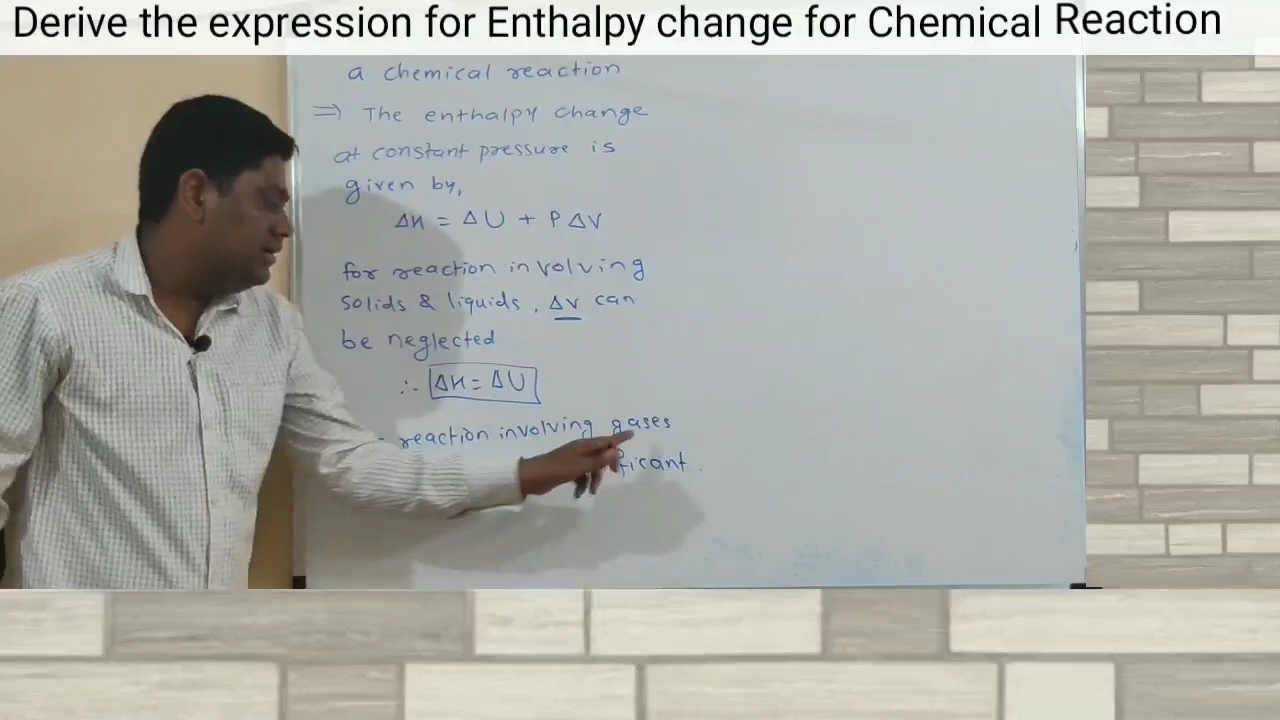 Derive the expression for Enthalpy change for Chemical Reaction
a chemical reaction
=> The enthalpy change
at constant pressure is
given by,
ΔH = ΔU + P ΔV
for reaction involving
solids & liquids, ΔV can
be neglected
∴ ΔH = ΔU
reaction involving gases